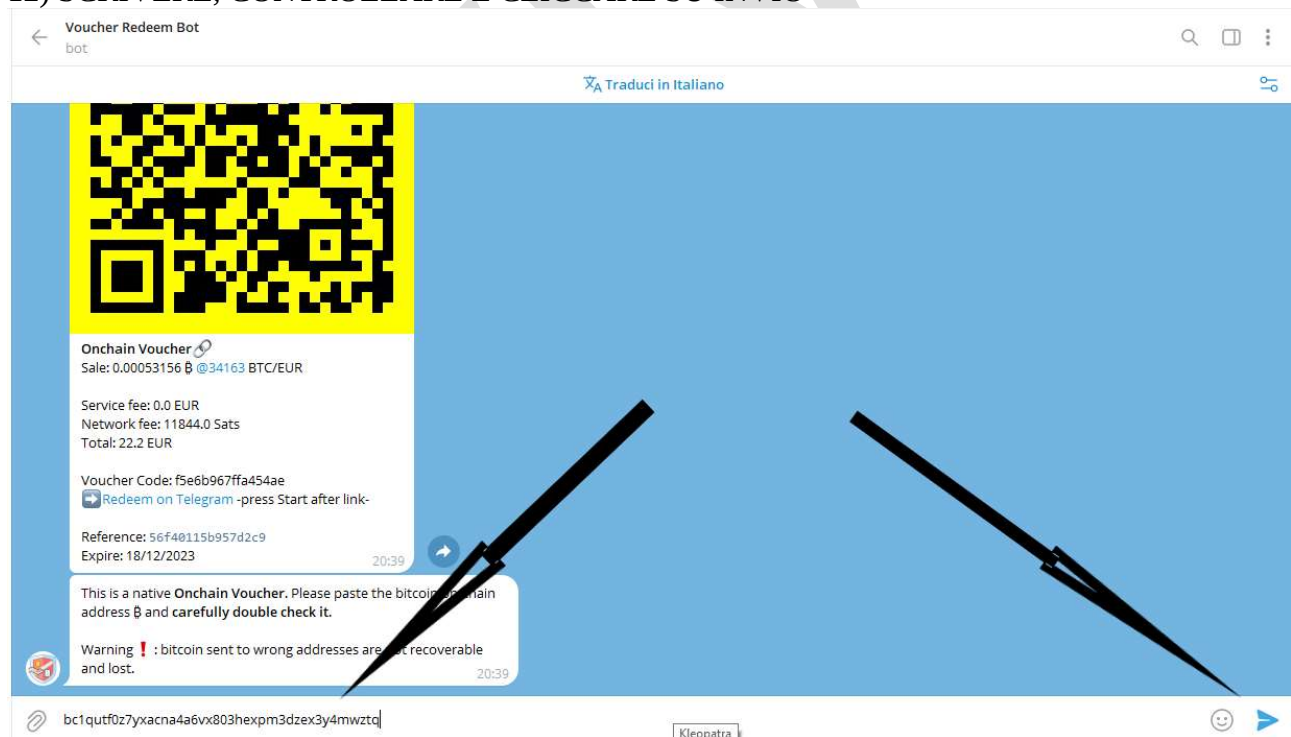 Voucher Redeem Bot
bot
Traduci in Italiano
Onchain Voucher
Sale: 0.00053156 ₿ @34163 BTC/EUR
Service fee: 0.0 EUR
Network fee: 11844.0 Sats
Total: 22.2 EUR
Voucher Code: f5e6b967ffa454ae
Redeem on Telegram -press Start after link-
Reference: 56f40115b957d2c9
Expire: 18/12/2023
20:39
This is a native Onchain Voucher. Please paste the bitcoin
address ₿ and carefully double check it.
Warning ❗ : bitcoin sent to wrong addresses are recoverable
and lost.
20:39
bc1qutf0z7yxacna4a6vx803hexpm3dzex3y4mwztq
Kleopatra